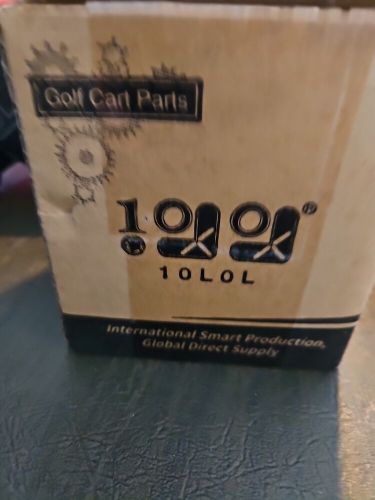 Golf Cart Parts
10L0L
International Smart Production,
Global Direct Supply